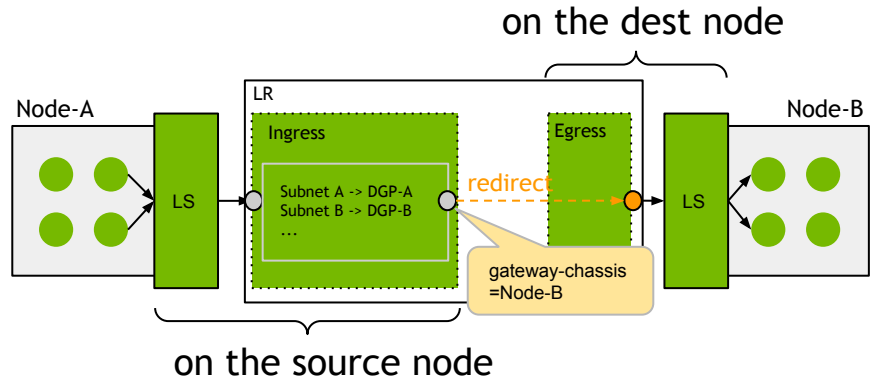 on the dest node
LR
Node-A
Node-B
Ingress
Egress
Subnet A -> DGP-A
Subnet B -> DGP-B
...
redirect
LS
LS
gateway-chassis
=Node-B
on the source node